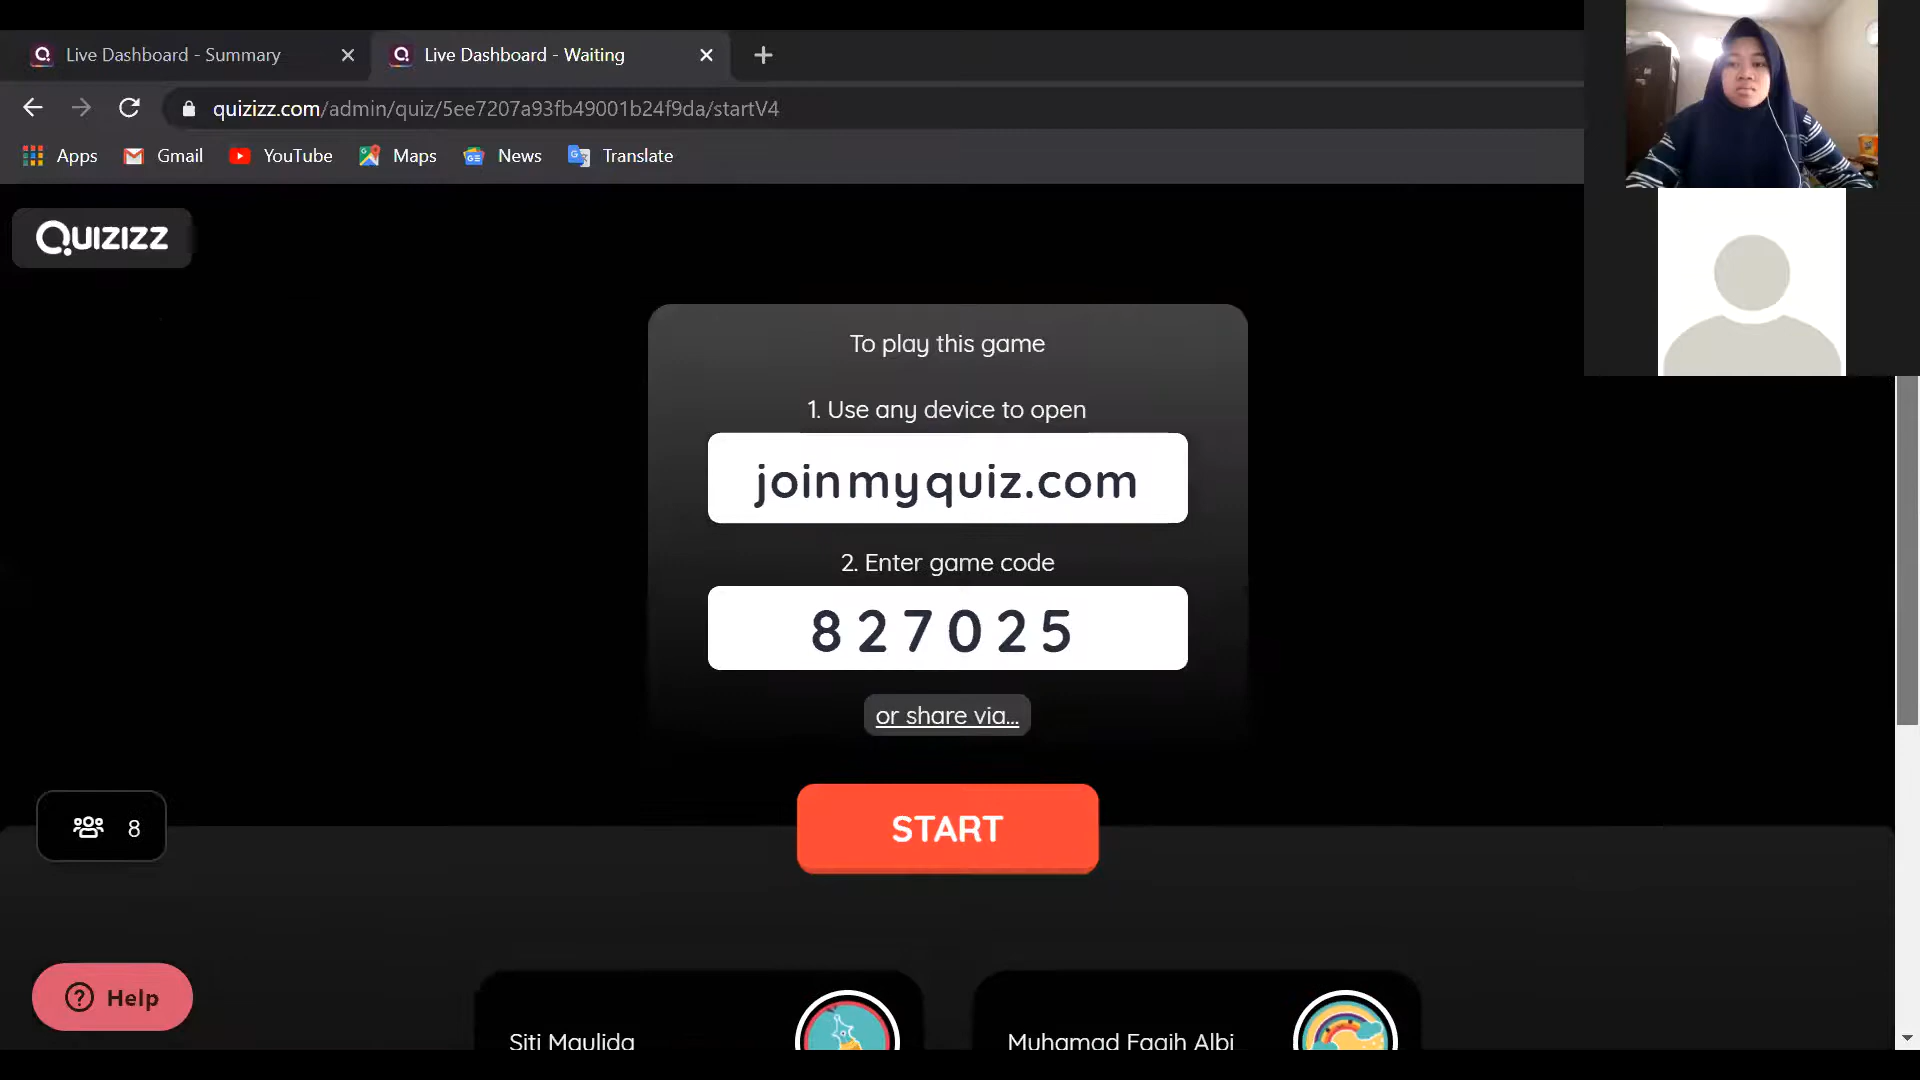 Live Dashboard - Summary
Live Dashboard - Waiting
quizizz.com/admin/quiz/5ee7207a93fb49001b24f9da/startV4
Apps
Gmail
YouTube
Maps
News
Translate
Quizizz
To play this game
1. Use any device to open
joinmyquiz.com
2. Enter game code
827025
or share via...
START
8
Help
Siti Maulida
Muhamad Faqih Albi